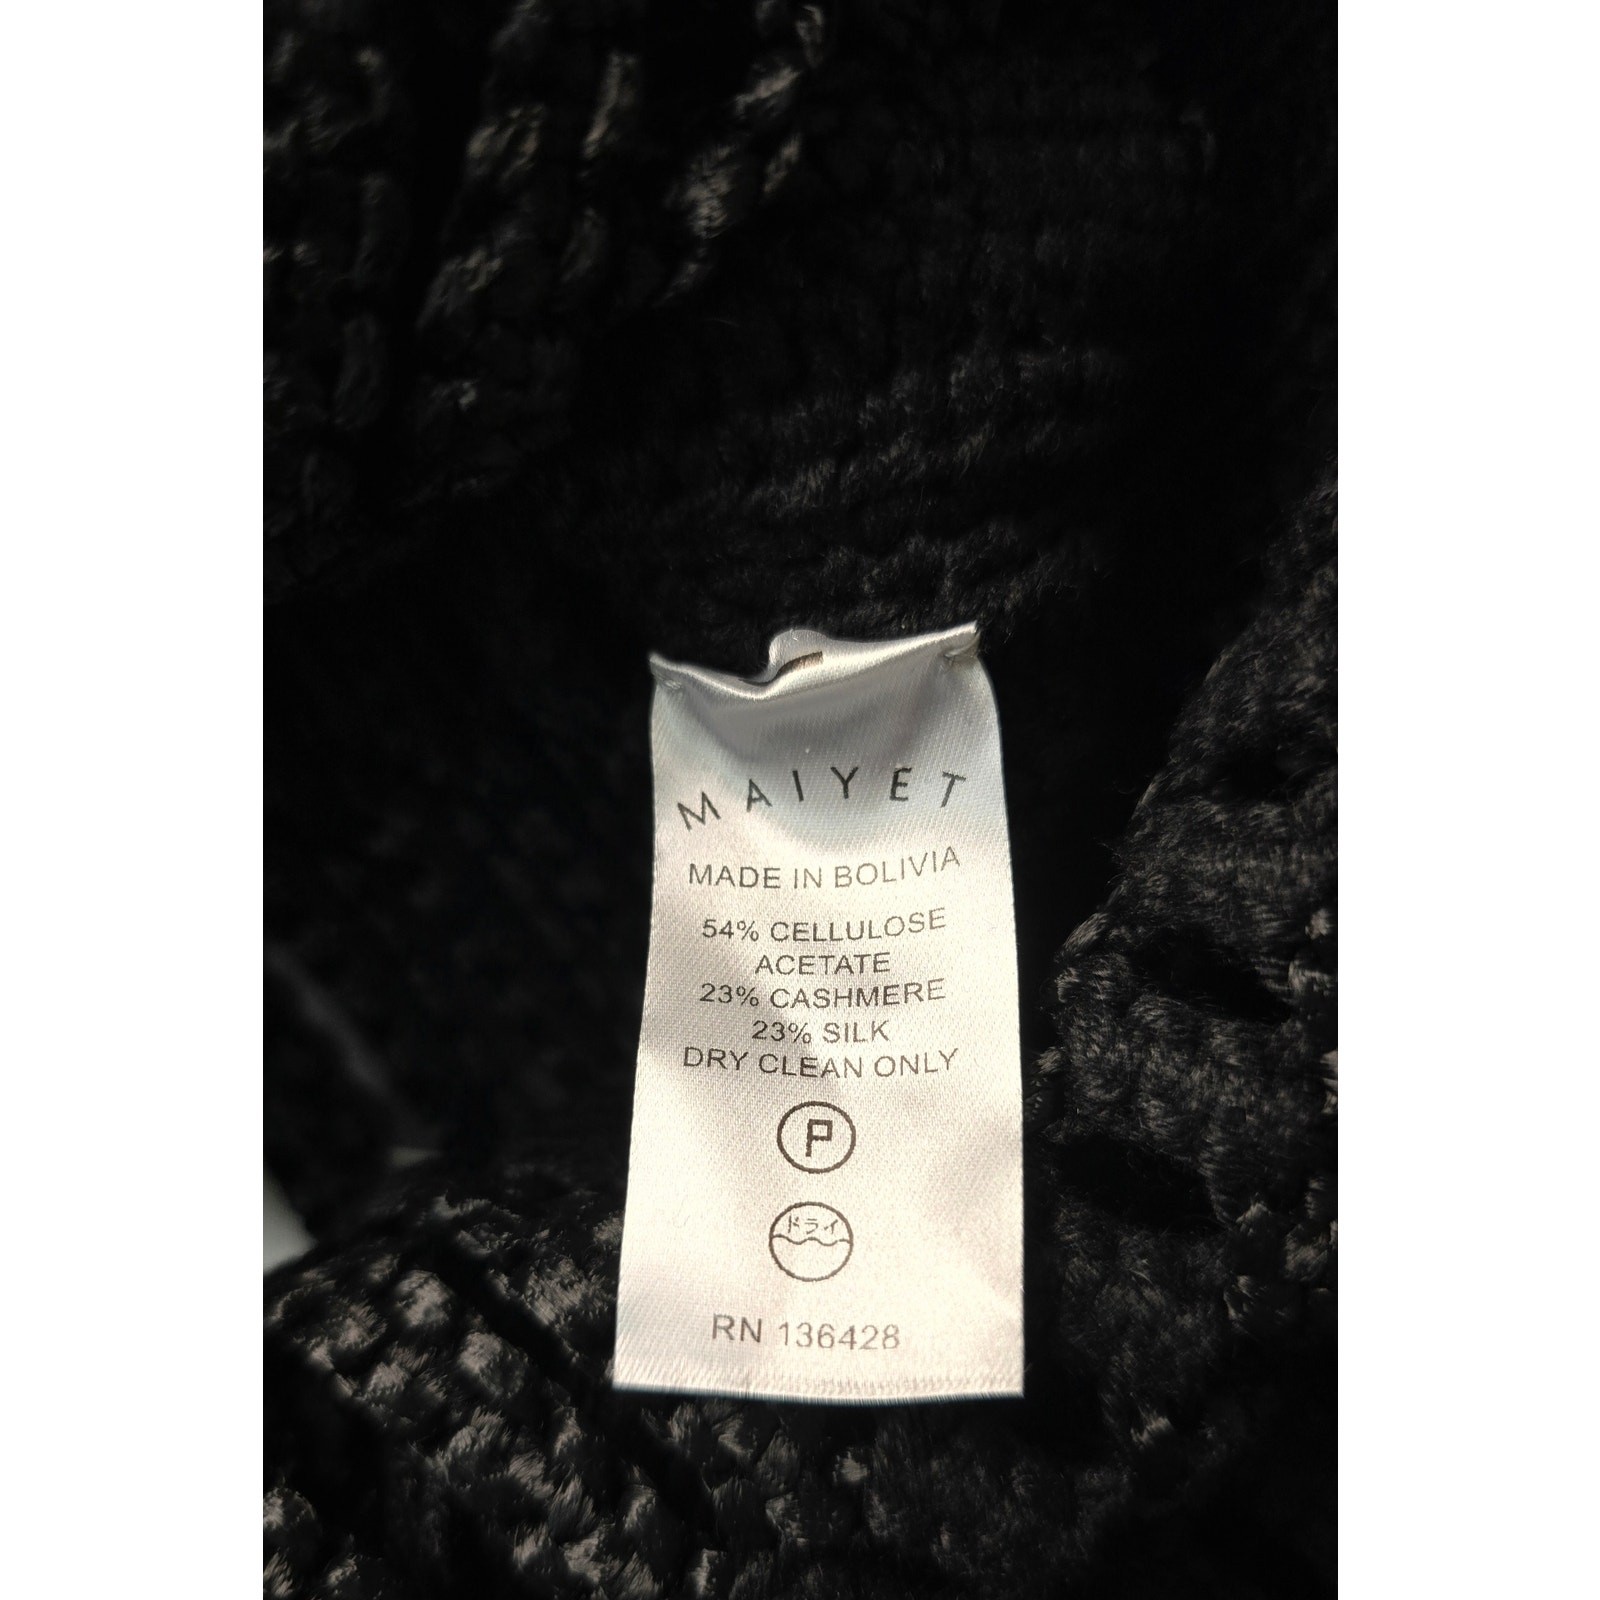 MAIYET
MADE IN BOLIVIA
54% CELLULOSE
ACETATE
23% CASHMERE
23% SILK
DRY CLEAN ONLY
P
ドライ
RN 136428